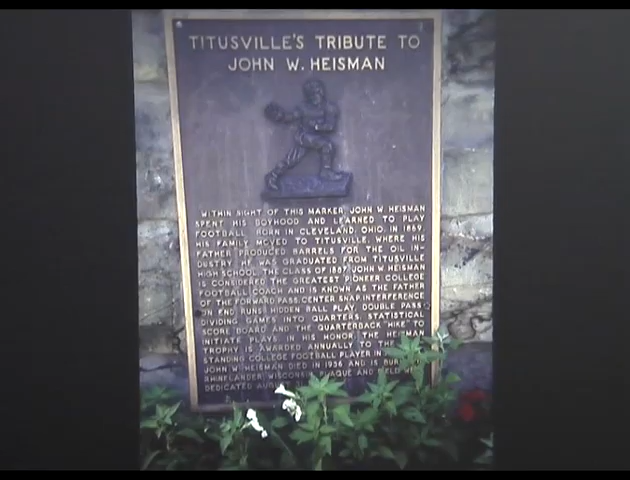 TITUSVILLE'S TRIBUTE TO
JOHN W. HEISMAN
WITHIN SIGHT OF THIS MARKER, JOHN W. HEISMAN
SPENT HIS BOYHOOD AND LEARNED TO PLAY
FOOTBALL. BORN IN CLEVELAND, OHIO, IN 1869,
HIS FAMILY MOVED TO TITUSVILLE, WHERE HIS
FATHER PRODUCED BARRELS FOR THE OIL IN-
DUSTRY. HE WAS GRADUATED FROM TITUSVILLE
HIGH SCHOOL, THE CLASS OF 1887. JOHN W. HEISMAN
IS CONSIDERED THE GREATEST PIONEER COLLEGE
FOOTBALL COACH AND IS KNOWN AS THE FATHER
OF THE FORWARD PASS, CENTER SNAP, INTERFERENCE
IN END RUNS, HIDDEN BALL PLAY, DOUBLE PASS,
DIVIDING GAMES INTO QUARTERS, STATISTICAL
SCORE BOARD AND THE QUARTERBACK "HIKE" TO
INITIATE PLAYS. IN HIS HONOR, THE HEISMAN
TROPHY IS AWARDED ANNUALLY TO THE
STANDING COLLEGE FOOTBALL PLAYER IN
JOHN W. HEISMAN DIED IN 1936 AND IS
RHINELANDER, WISCONSIN. PLAQUE AND
DEDICATED